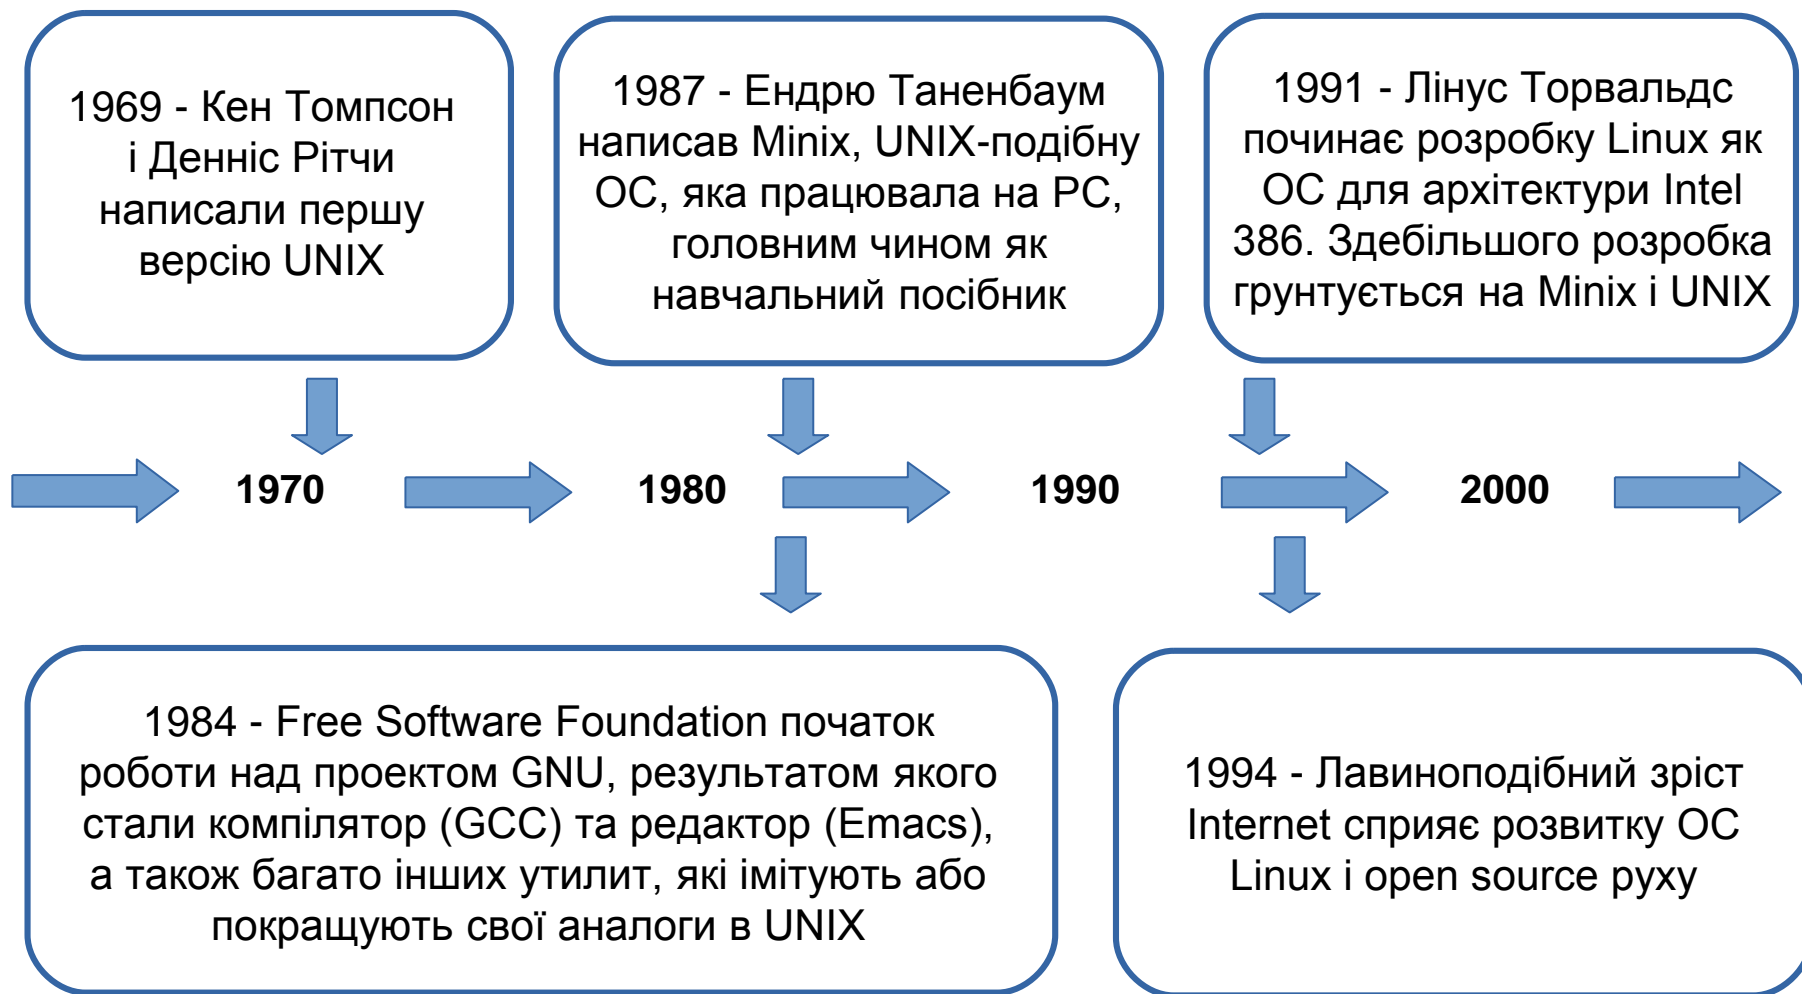 1969 - Кен Томпсон
і Денніс Рітчи
написали першу
версію UNIX
1987 - Ендрю Таненбаум
написав Minix, UNIX-подібну
ОС, яка працювала на PC,
головним чином як
навчальний посібник
1991 - Лінус Торвальдс
починає розробку Linux як
ОС для архітектури Intel
386. Здебільшого розробка
грунтується на Minix і UNIX
1970
1980
1990
2000
1984 - Free Software Foundation початок
роботи над проектом GNU, результатом якого
стали компілятор (GCC) та редактор (Emacs),
а також багато інших утилит, які імітують або
покращують свої аналоги в UNIX
1994 - Лавиноподібний зріст
Internet сприяє розвитку ОС
Linux і open source руху